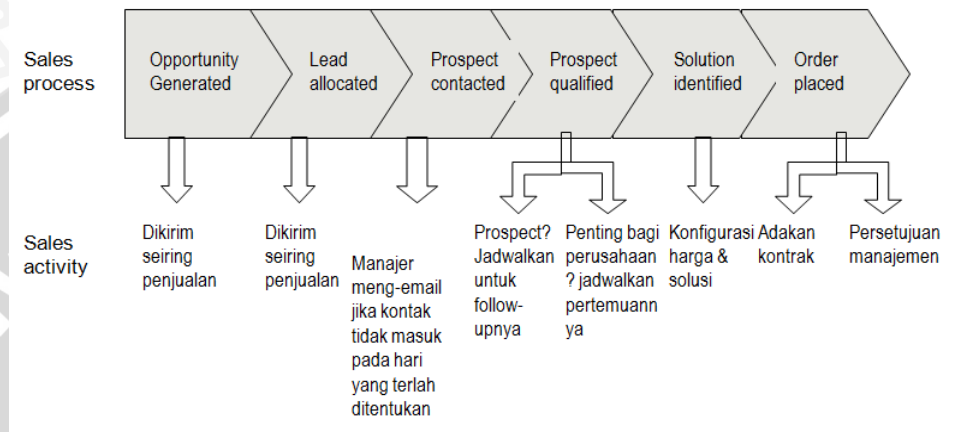 Sales
process
Opportunity
Generated
Lead
allocated
Prospect
contacted
Prospect
qualified
Solution
identified
Order
placed
Sales
activity
Dikirim
seiring
penjualan
Dikirim
seiring
penjualan
Manajer
meng-email
jika kontak
tidak masuk
pada hari
yang terlah
ditentukan
Prospect?
Jadwalkan
untuk
follow-
upnya
Penting bagi
perusahaan
? jadwalkan
pertemuann
ya
Konfigurasi
harga &
solusi
Adakan
kontrak
Persetujuan
manajemen